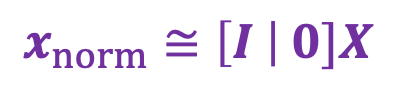 x_norm ≅ [I | 0]X